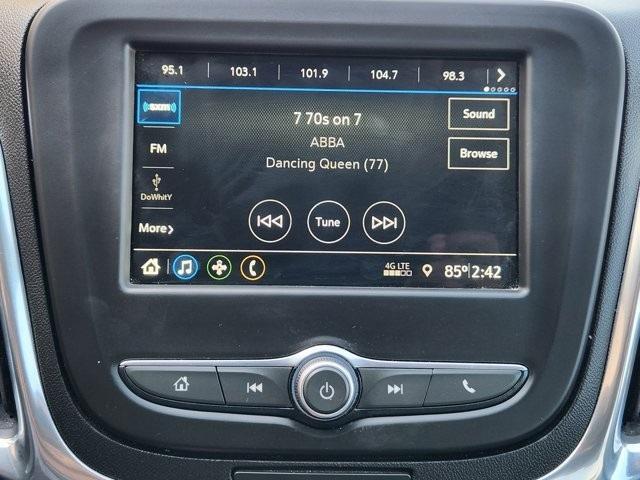 95.1 103.1 101.9 104.7 98.3
((sxm))
7 70s on 7
Sound
ABBA
FM
Browse
Dancing Queen (77)
DoWhitY
Tune
More
4G LTE
85° 2:42